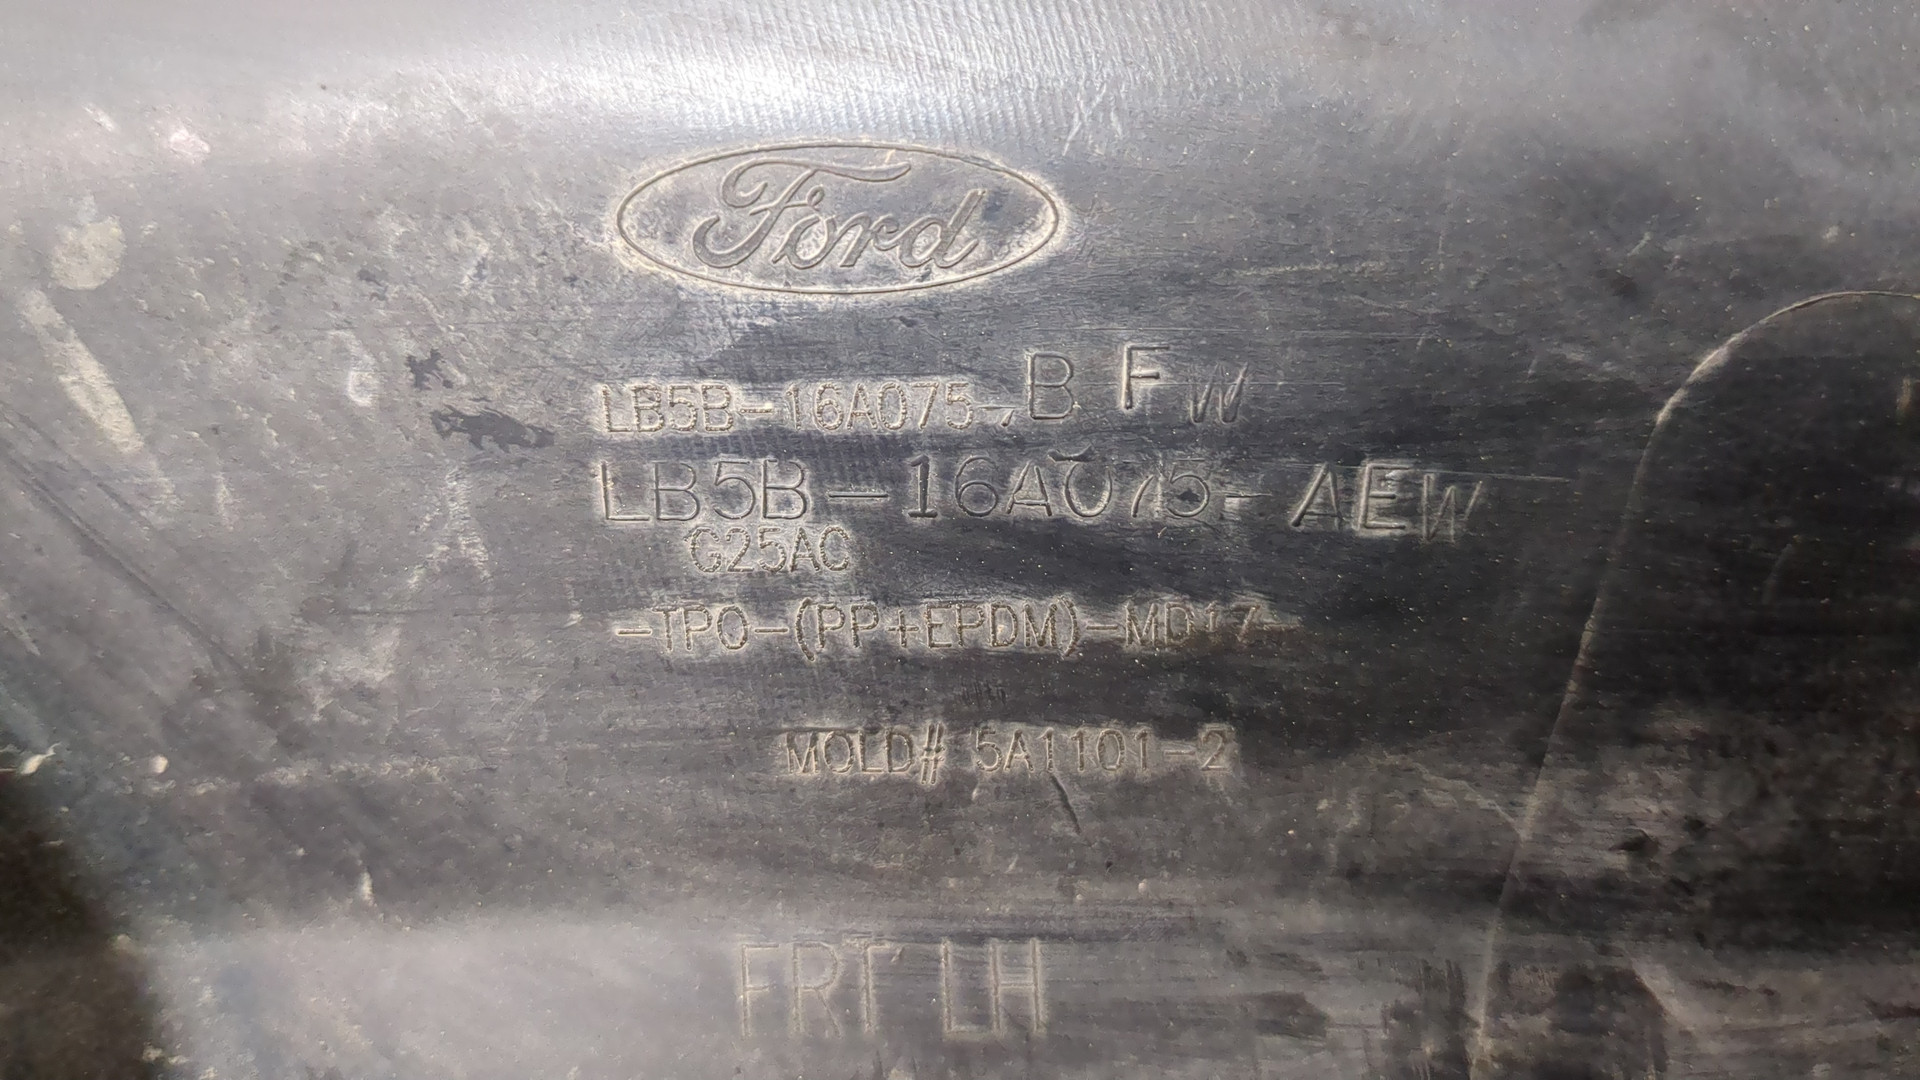 Ford
LB5B-16A075-BFW
LB5B-16A075-AEW
G25AC
-TPO-(PP+EPDM)-MD17-
MOLD# 5A1101-2
FRT LH